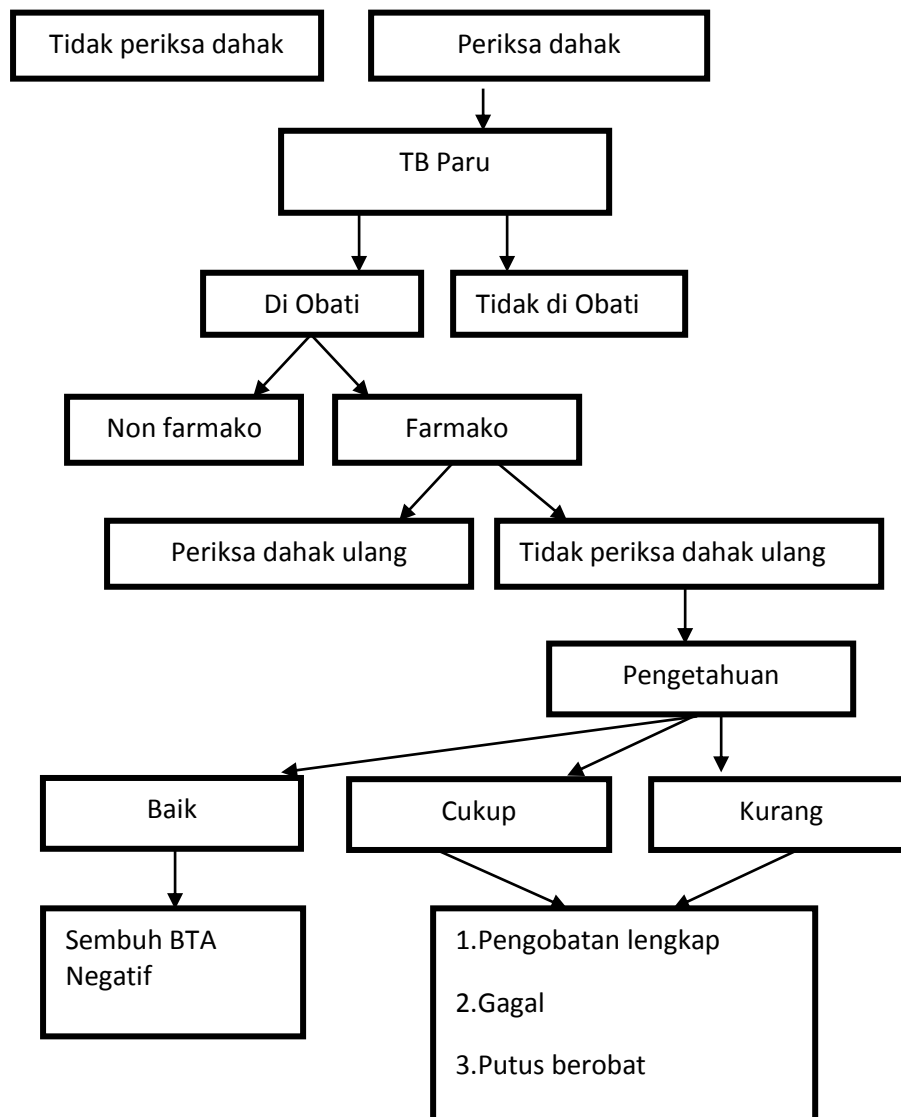 Tidak periksa dahak
Periksa dahak
TB Paru
Di Obati
Tidak di Obati
Non farmako
Farmako
Periksa dahak ulang
Tidak periksa dahak ulang
Pengetahuan
Baik
Cukup
Kurang
Sembuh BTA
Negatif
1.Pengobatan lengkap
2.Gagal
3.Putus berobat